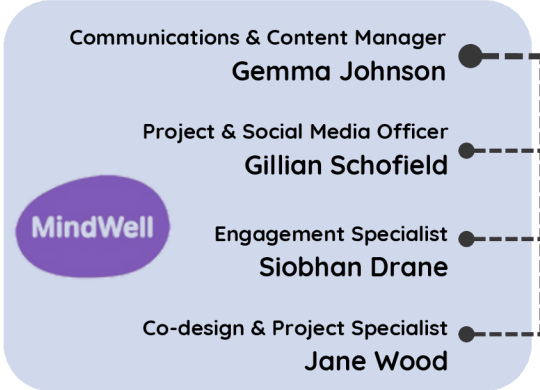 Communications & Content Manager
Gemma Johnson
Project & Social Media Officer
Gillian Schofield
MindWell
Engagement Specialist
Siobhan Drane
Co-design & Project Specialist
Jane Wood